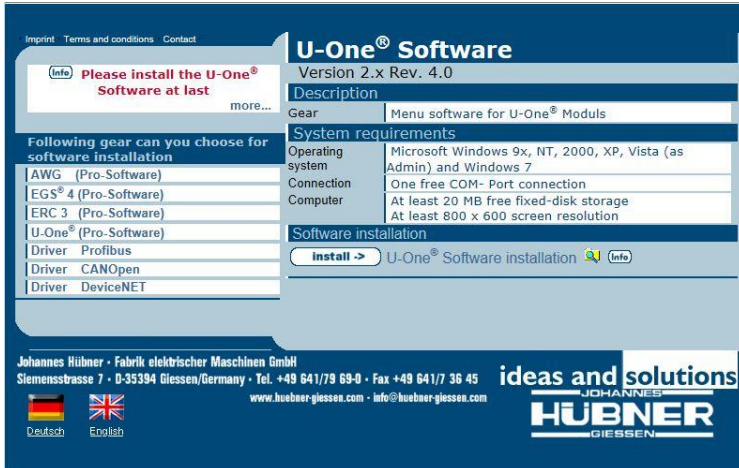 Imprint Terms and conditions Contact
Info Please install the U-One® Software at last
more...
Following gear can you choose for
software installation
AWG (Pro-Software)
EGS® 4 (Pro-Software)
ERC 3 (Pro-Software)
U-One® (Pro-Software)
Driver Profibus
Driver CANOpen
Driver DeviceNET
U-One® Software
Version 2.x Rev. 4.0
Description
Gear Menu software for U-One® Moduls
System requirements
Operating system Microsoft Windows 9x, NT, 2000, XP, Vista (as
Admin) and Windows 7
Connection One free COM- Port connection
Computer At least 20 MB free fixed-disk storage
At least 800 x 600 screen resolution
Software installation
install -> U-One® Software installation Info
Johannes Hübner · Fabrik elektrischer Maschinen GmbH
Siemensstrasse 7 · D-35394 Giessen/Germany · Tel. +49 641/79 69-0 · Fax +49 641/7 36 45
www.huebner-giessen.com · info@huebner-giessen.com
Deutsch English
ideas and solutions
JOHANNES
HÜBNER
GIESSEN